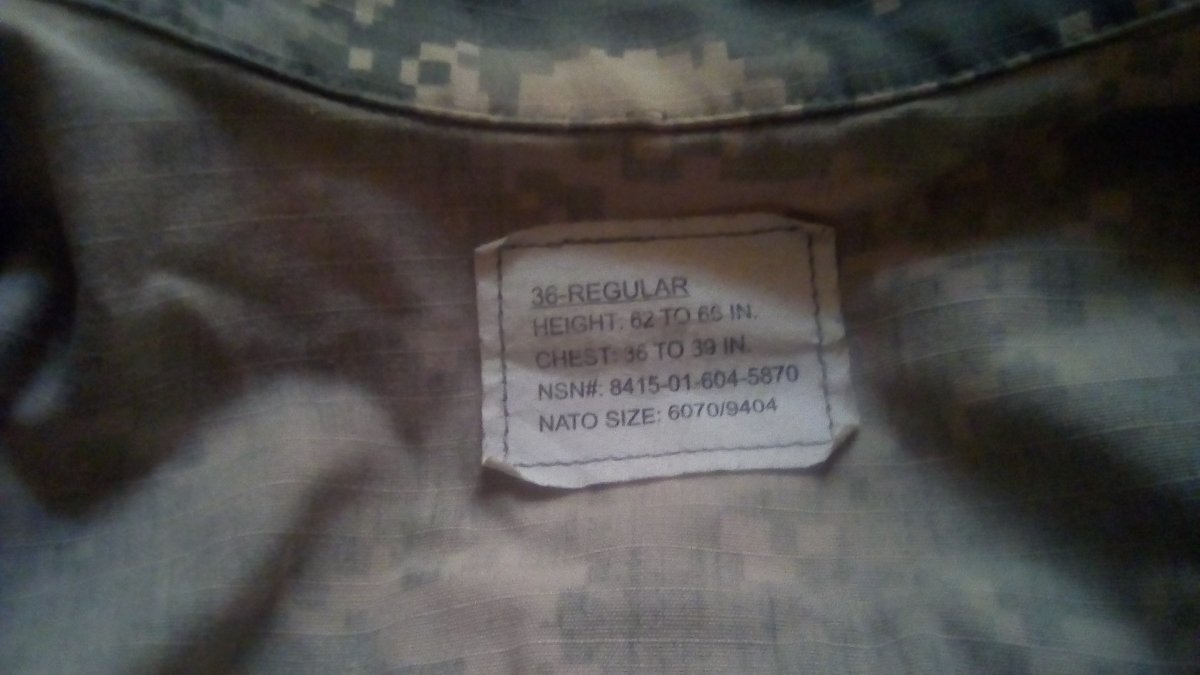 36-REGULAR
HEIGHT: 62 TO 66 IN.
CHEST: 36 TO 39 IN.
NSN#: 8415-01-604-5870
NATO SIZE: 6070/9404